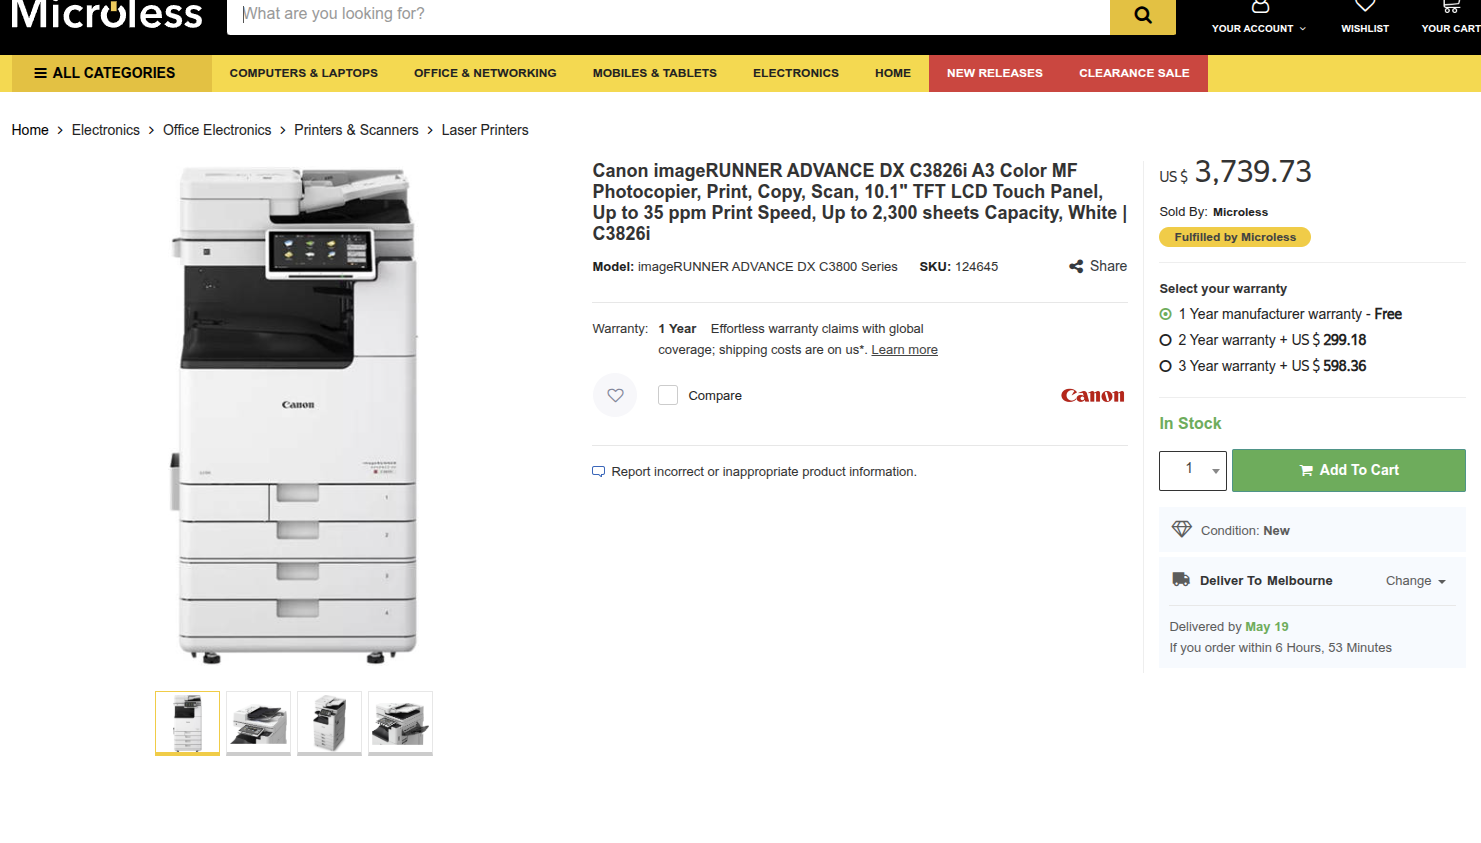 Microless
What are you looking for?
YOUR ACCOUNT
WISHLIST
YOUR CART
ALL CATEGORIES
COMPUTERS & LAPTOPS
OFFICE & NETWORKING
MOBILES & TABLETS
ELECTRONICS
HOME
NEW RELEASES
CLEARANCE SALE
Home > Electronics > Office Electronics > Printers & Scanners > Laser Printers
Canon
1
2
3
4
Canon imageRUNNER ADVANCE DX C3826i A3 Color MF
Photocopier, Print, Copy, Scan, 10.1" TFT LCD Touch Panel,
Up to 35 ppm Print Speed, Up to 2,300 sheets Capacity, White |
C3826i
Model: imageRUNNER ADVANCE DX C3800 Series SKU: 124645
Share
Warranty: 1 Year Effortless warranty claims with global
coverage; shipping costs are on us*. Learn more
Compare
Canon
Report incorrect or inappropriate product information.
US $ 3,739.73
Sold By: Microless
Fulfilled by Microless
Select your warranty
1 Year manufacturer warranty - Free
2 Year warranty + US $ 299.18
3 Year warranty + US $ 598.36
In Stock
1
Add To Cart
Condition: New
Deliver To Melbourne
Change
Delivered by May 19
If you order within 6 Hours, 53 Minutes